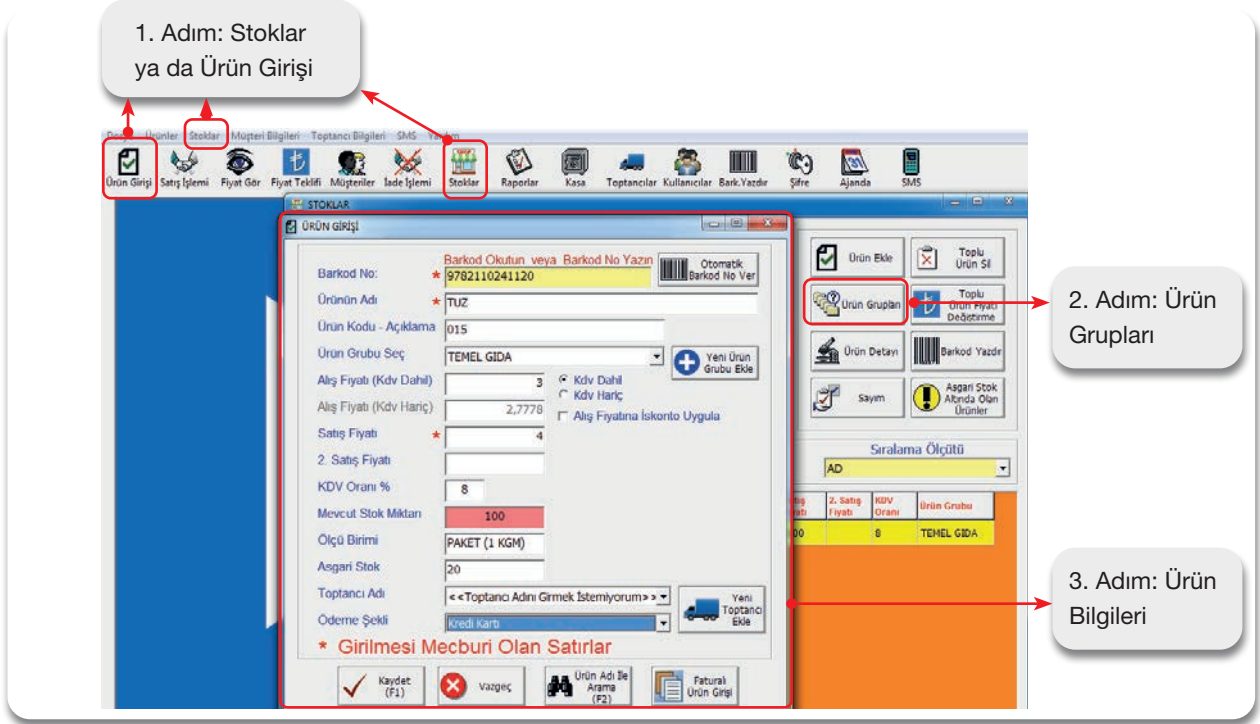 1. Adım: Stoklar
ya da Ürün Girişi
Ürünler Stoklar Müşteri Bilgileri Toptancı Bilgileri SMS Yardım
Ürün Girişi Satış İşlemi Fiyat Gör Fiyat Teklifi Müşteriler İade İşlemi Stoklar Raporlar Kasa Toptancılar Kullanıcılar Bark.Yazdır Şifre Ajanda SMS
STOKLAR
ÜRÜN GİRİŞİ
Barkod Okutun veya Barkod No Yazın
Barkod No: * 9782110241120
Otomatik
Barkod No Ver
Ürünün Adı * TUZ
Ürün Kodu - Açıklama 015
Ürün Grubu Seç TEMEL GIDA
Yeni Ürün
Grubu Ekle
Alış Fiyatı (Kdv Dahil) 3
Kdv Dahil
Kdv Hariç
Alış Fiyatı (Kdv Hariç) 2,7778
Alış Fiyatına İskonto Uygula
Satış Fiyatı * 4
2. Satış Fiyatı
KDV Oranı % 8
Mevcut Stok Miktarı 100
Ölçü Birimi PAKET (1 KGM)
Asgari Stok 20
Toptancı Adı <<Toptancı Adını Girmek İstemiyorum>>
Yeni
Toptancı
Ekle
Ödeme Şekli Kredi Kartı
* Girilmesi Mecburi Olan Satırlar
Kaydet
(F1)
Vazgeç
Ürün Adı İle
Arama
(F2)
Faturalı
Ürün Girişi
Ürün Ekle
Toplu
Ürün Sil
Ürün Grupları
Toplu
Ürün Fiyatı
Değiştirme
Ürün Detayı
Barkod Yazdır
Sayım
Asgari Stok
Altında Olan
Ürünler
Sıralama Ölçütü
AD
2. Satış
Fiyatı
KDV
Oranı
Ürün Grubu
8 TEMEL GIDA
2. Adım: Ürün
Grupları
3. Adım: Ürün
Bilgileri